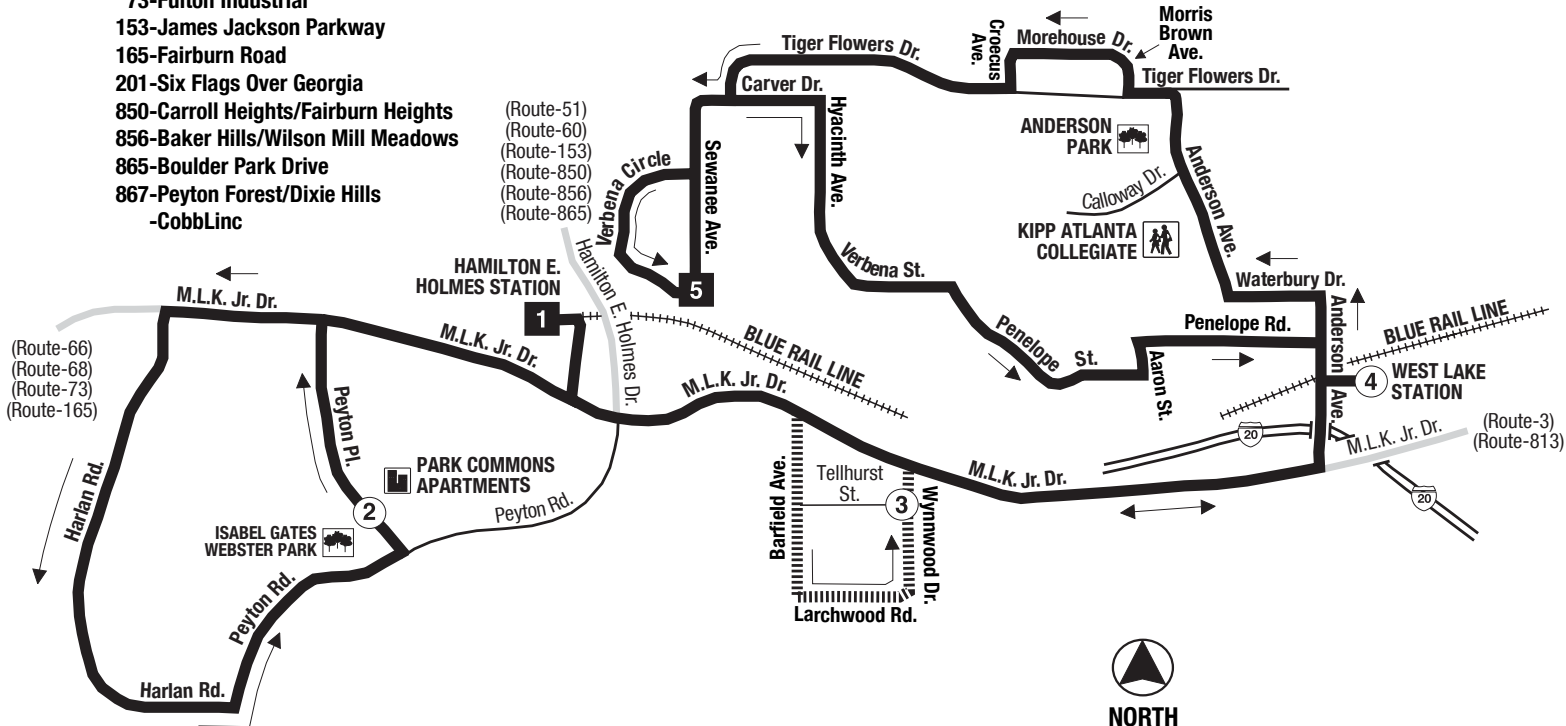 73-Fulton Industrial
153-James Jackson Parkway
165-Fairburn Road
201-Six Flags Over Georgia
850-Carroll Heights/Fairburn Heights
856-Baker Hills/Wilson Mill Meadows
865-Boulder Park Drive
867-Peyton Forest/Dixie Hills
-CobbLinc
(Route-51)
(Route-60)
(Route-153)
(Route-850)
(Route-856)
(Route-865)
Tiger Flowers Dr.
Croecus
Ave.
Morehouse Dr.
Morris
Brown
Ave.
Tiger Flowers Dr.
Carver Dr.
Hyacinth Ave.
ANDERSON
PARK
Verbena Circle
Sewanee Ave.
Calloway Dr.
Anderson Ave.
KIPP ATLANTA
COLLEGIATE
Verbena St.
HAMILTON E.
HOLMES STATION
Hamilton E. Holmes Dr.
5
Waterbury Dr.
M.L.K. Jr. Dr.
1
M.L.K. Jr. Dr.
BLUE RAIL LINE
Penelope
St.
Penelope Rd.
Aaron St.
Anderson Ave.
BLUE RAIL LINE
4
WEST LAKE
STATION
(Route-66)
(Route-68)
(Route-73)
(Route-165)
Peyton Pl.
M.L.K. Jr. Dr.
20
M.L.K. Jr. Dr.
(Route-3)
(Route-813)
Harlan Rd.
PARK COMMONS
APARTMENTS
2
Peyton Rd.
Barfield Ave.
Tellhurst
St.
3
Wynnwood Dr.
M.L.K. Jr. Dr.
20
ISABEL GATES
WEBSTER PARK
Peyton Rd.
Larchwood Rd.
Harlan Rd.
NORTH